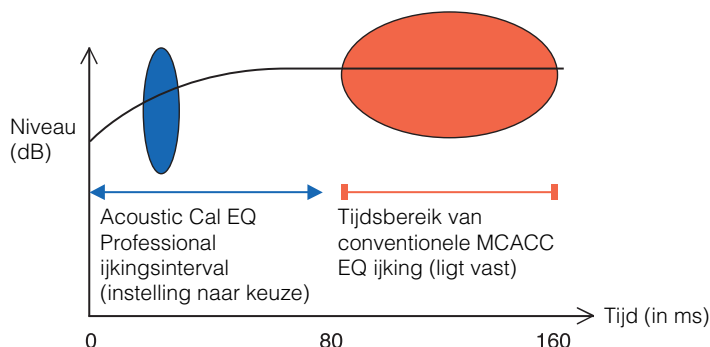 Niveau
(dB)
Acoustic Cal EQ
Professional
ijkingsinterval
(instelling naar keuze)
Tijdsbereik van
conventionele MCACC
EQ ijking (ligt vast)
Tijd (in ms)
0
80
160